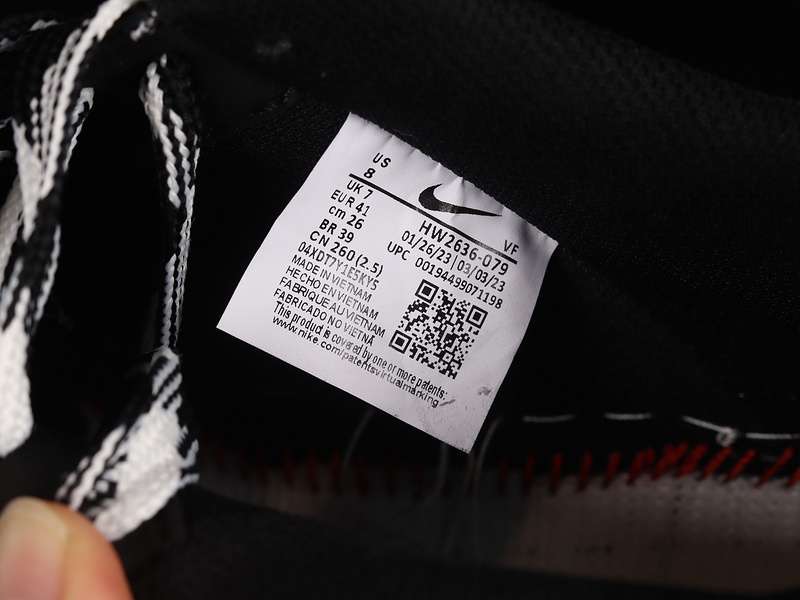 US
8
UK 7
EUR 41
cm 26
BR 39
CN 260 (2.5)
04XDT7Y1E5KY5
MADE IN VIETNAM
HECHO EN VIETNAM
FABRIQUE AU VIETNAM
FABRICADO NO VIETNÃ
This product is covered by one or more patents:
www.nike.com/patentsvirtualmarking
HW2636-079 VF
01/26/23 | 03/03/23
UPC 00194499071198